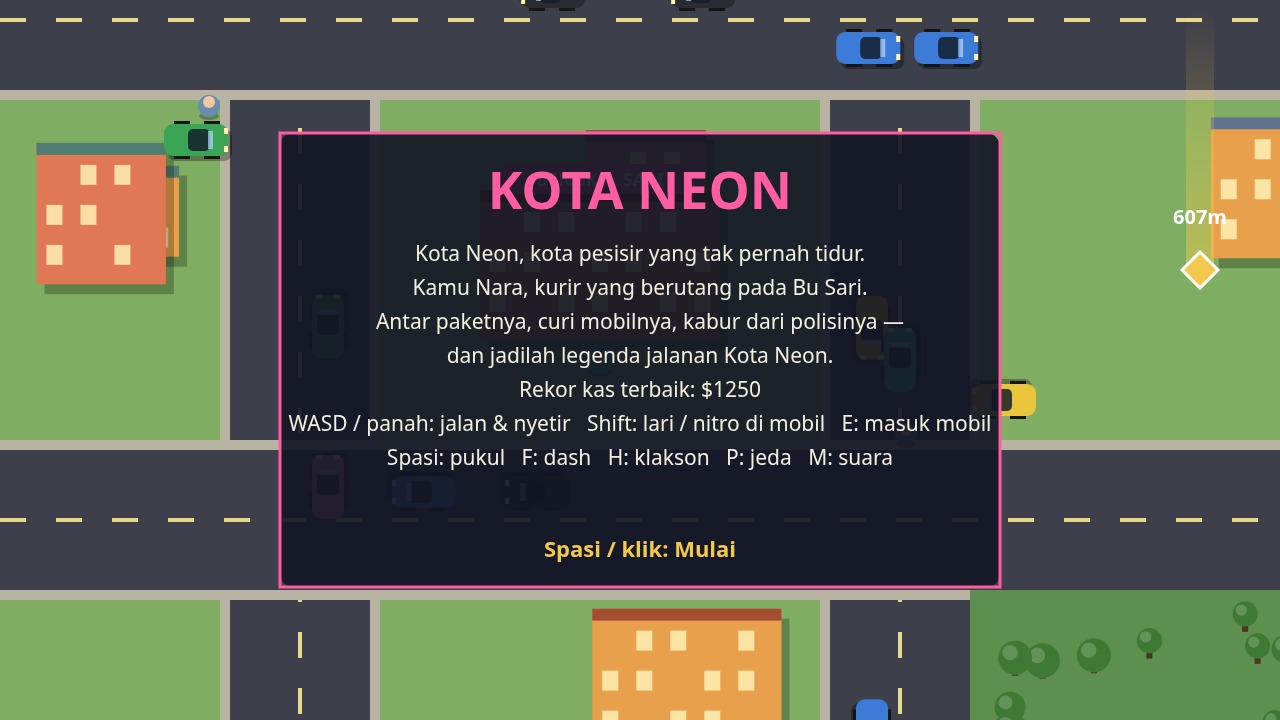 KOTA NEON
Kota Neon, kota pesisir yang tak pernah tidur.
Kamu Nara, kurir yang berutang pada Bu Sari.
607m
Antar paketnya, curi mobilnya, kabur dari polisinya —
dan jadilah legenda jalanan Kota Neon.
Rekor kas terbaik: $1250
WASD / panah: jalan & nyetir   Shift: lari / nitro di mobil   E: masuk mobil
Spasi: pukul   F: dash   H: klakson   P: jeda   M: suara
Spasi / klik: Mulai